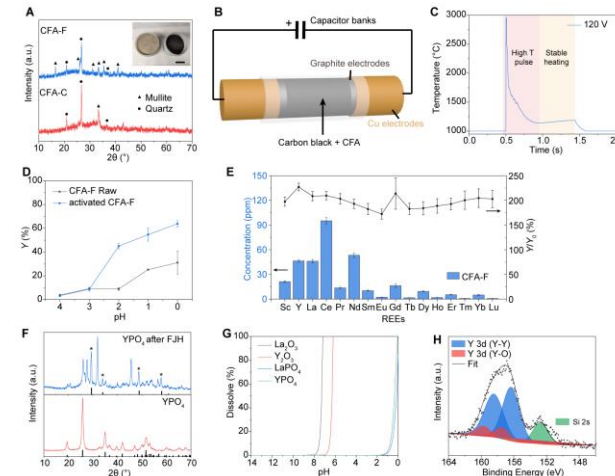 A
CFA-F
CFA-C
Mullite
Quartz
Intensity (a.u.)
10 20 30 40 50 60 70
2θ (°)
B
+
Capacitor banks
Graphite electrodes
Cu electrodes
Carbon black + CFA
C
120 V
High T
pulse
Stable
heating
Temperature (°C)
3000
2500
2000
1500
1000
0.0 0.5 1.0 1.5 2.0
Time (s)
D
CFA-F Raw
activated CFA-F
Y (%)
100
80
60
40
20
0
4 3 2 1 0
pH
E
Concentration (ppm)
150
120
90
60
30
0
CFA-F
Y/Y0 (%)
250
200
150
100
50
0
Sc Y La Ce Pr Nd Sm Eu Gd Tb Dy Ho Er Tm Yb Lu
REEs
F
YPO4 after FJH
YPO4
Intensity (a.u.)
10 20 30 40 50 60 70
2θ (°)
G
La2O3
Y2O3
LaPO4
YPO4
Dissolve (%)
100
80
60
40
20
0
14 12 10 8 6 4 2 0
pH
H
Y 3d (Y-Y)
Y 3d (Y-O)
Fit
Si 2s
Intensity (a.u.)
164 160 156 152 148
Binding Energy (eV)